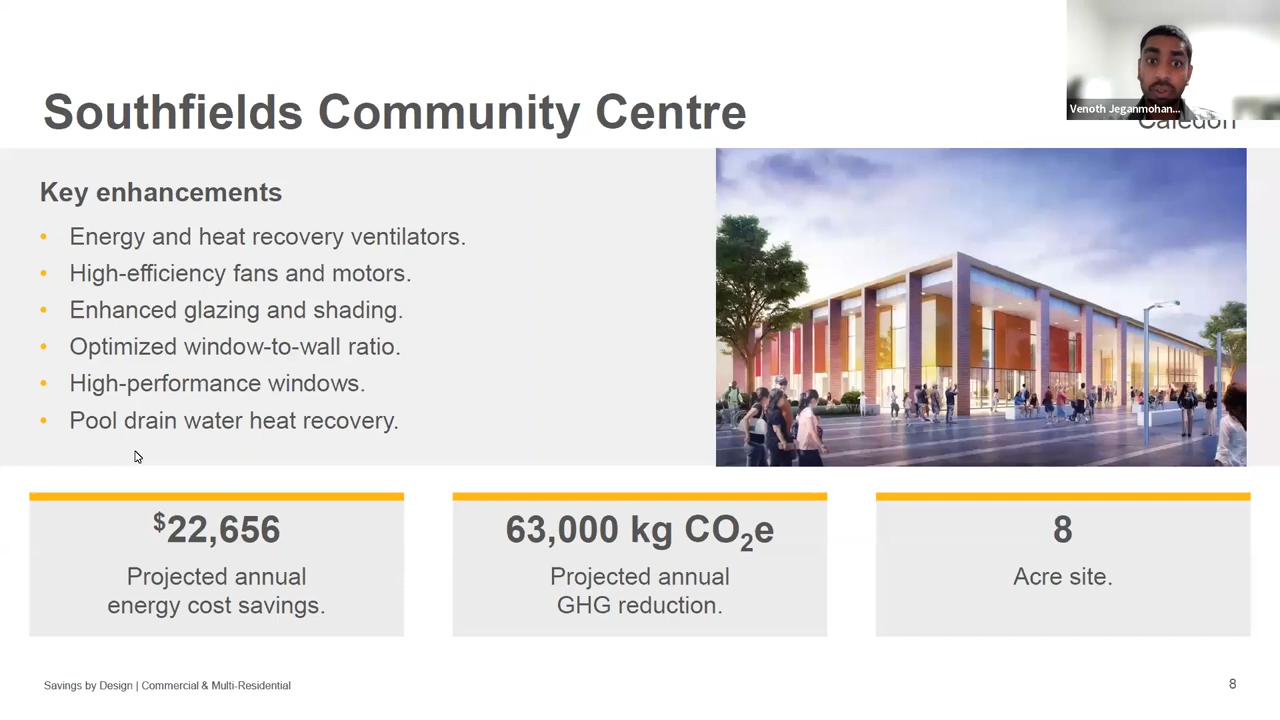 Venoth Jeganmohan...
Southfields Community Centre
Caledon
Key enhancements
• Energy and heat recovery ventilators.
• High-efficiency fans and motors.
• Enhanced glazing and shading.
• Optimized window-to-wall ratio.
• High-performance windows.
• Pool drain water heat recovery.
$22,656
Projected annual
energy cost savings.
63,000 kg CO₂e
Projected annual
GHG reduction.
8
Acre site.
Savings by Design | Commercial & Multi-Residential
8